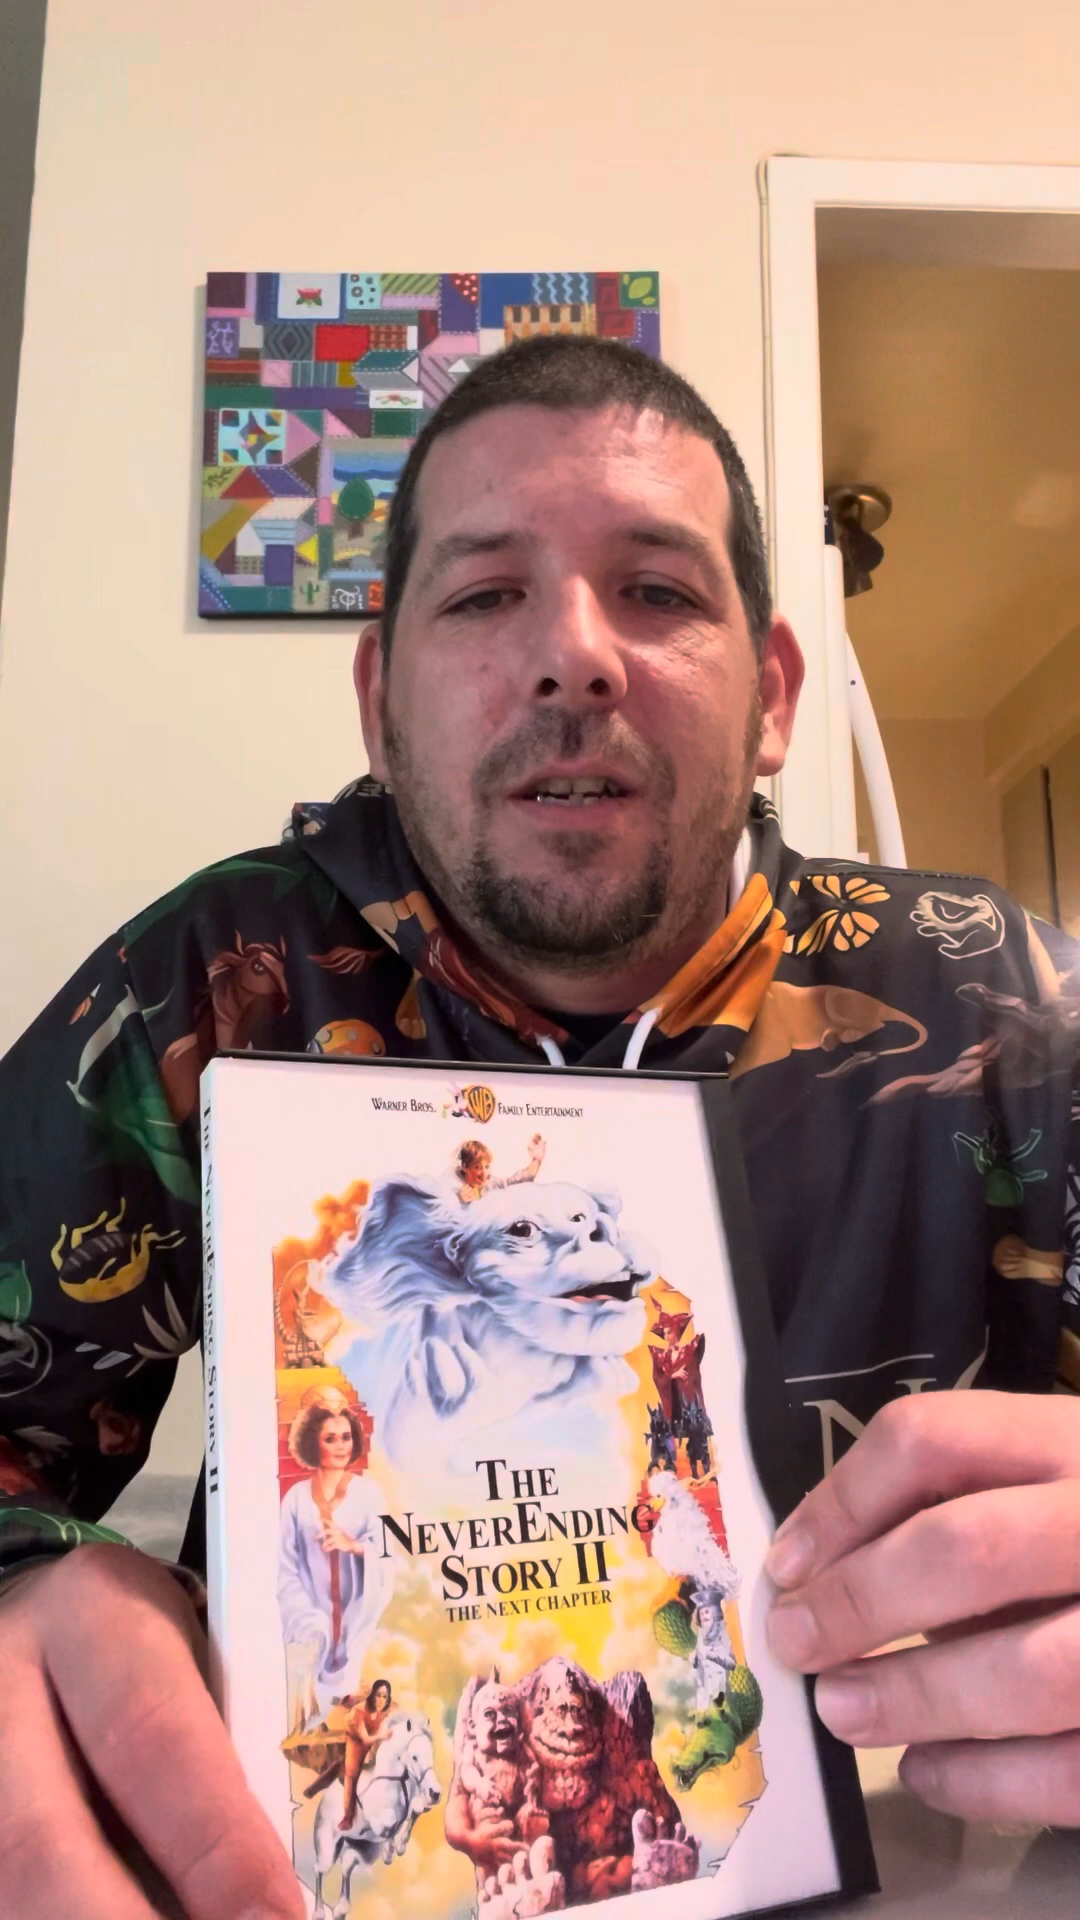 WARNER BROS. WB FAMILY ENTERTAINMENT
THE
NEVERENDING
STORY II
THE NEXT CHAPTER
THE NEVERENDING STORY II